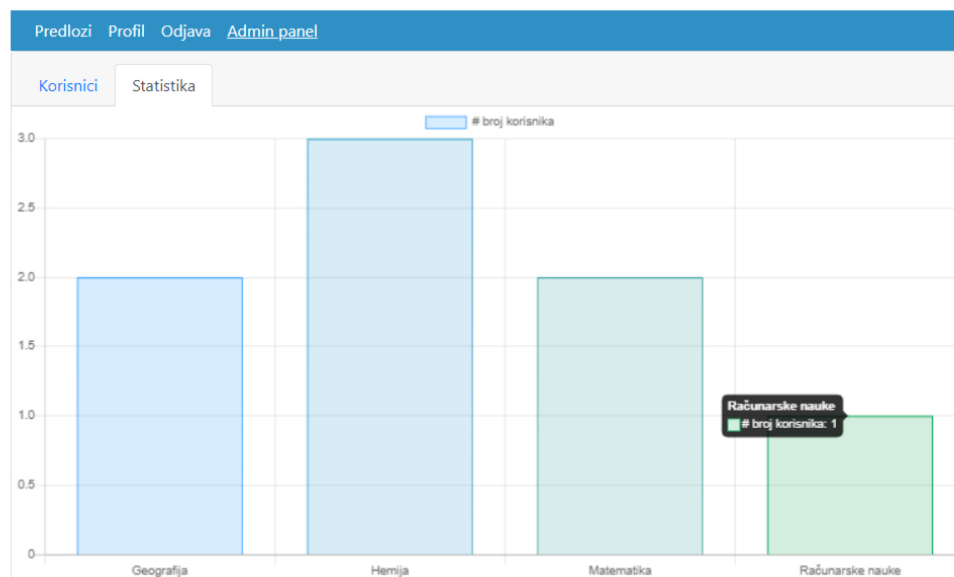 Predlozi Profil Odjava Admin panel
Korisnici Statistika
# broj korisnika
3.0
2.5
2.0
1.5
1.0
0.5
0
Računarske nauke
# broj korisnika: 1
Geografija Hemija Matematika Računarske nauke